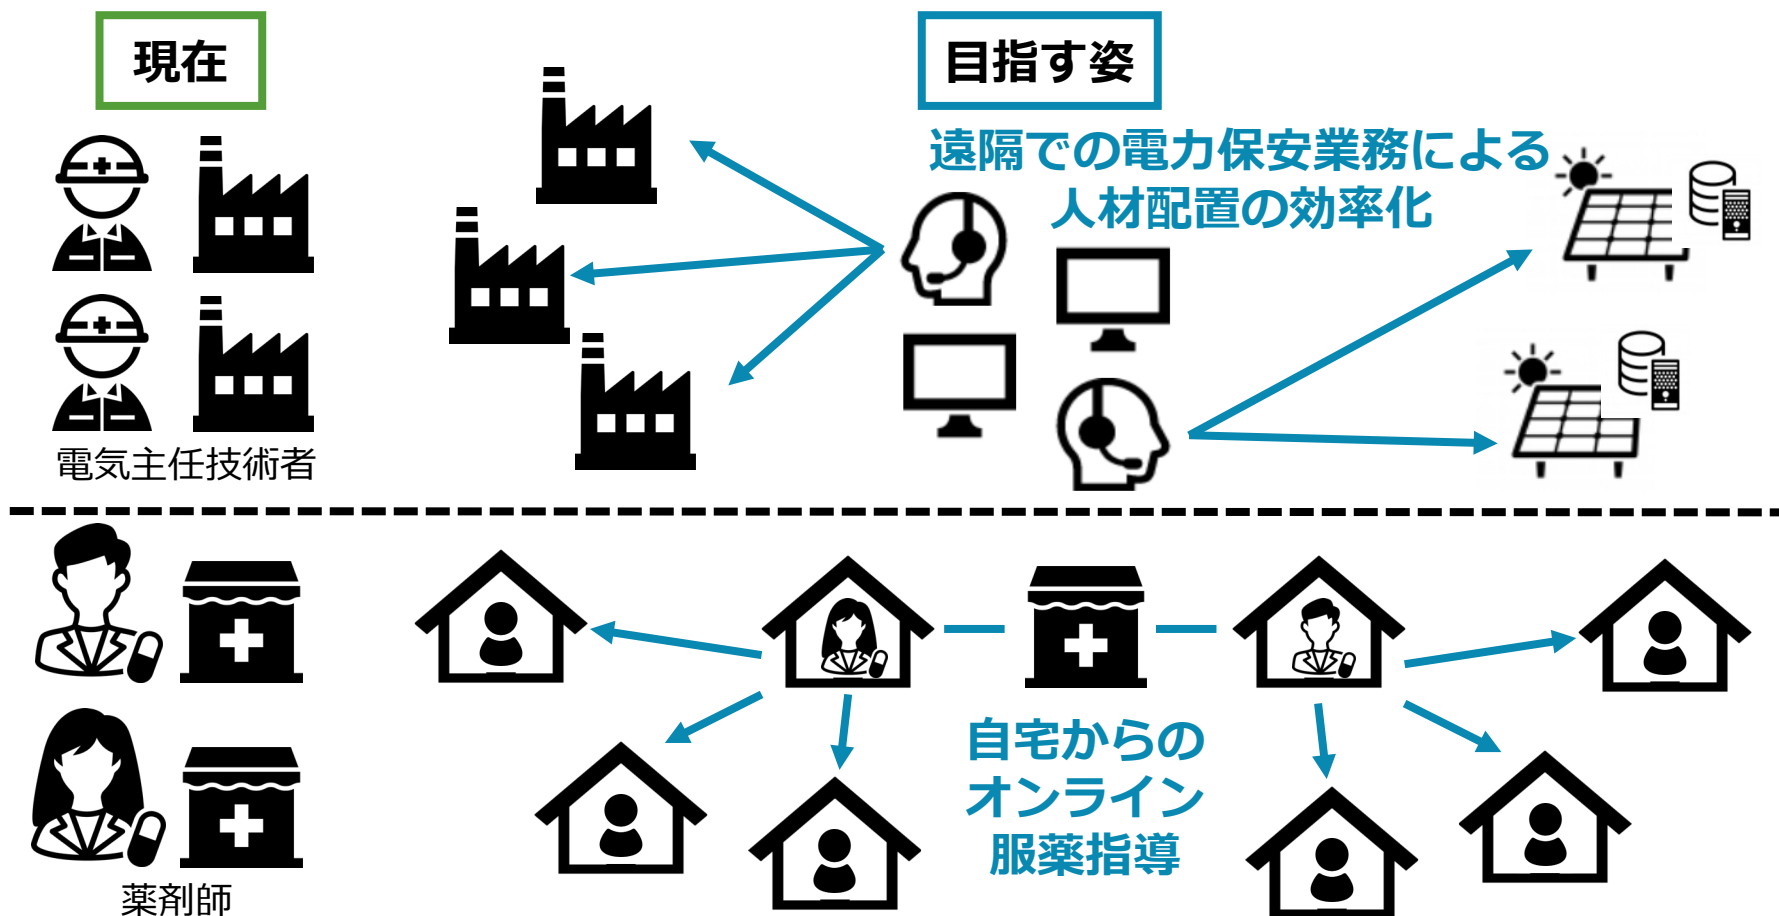 現在
目指す姿
遠隔での電力保安業務による
人材配置の効率化
電気主任技術者
自宅からの
オンライン
服薬指導
薬剤師